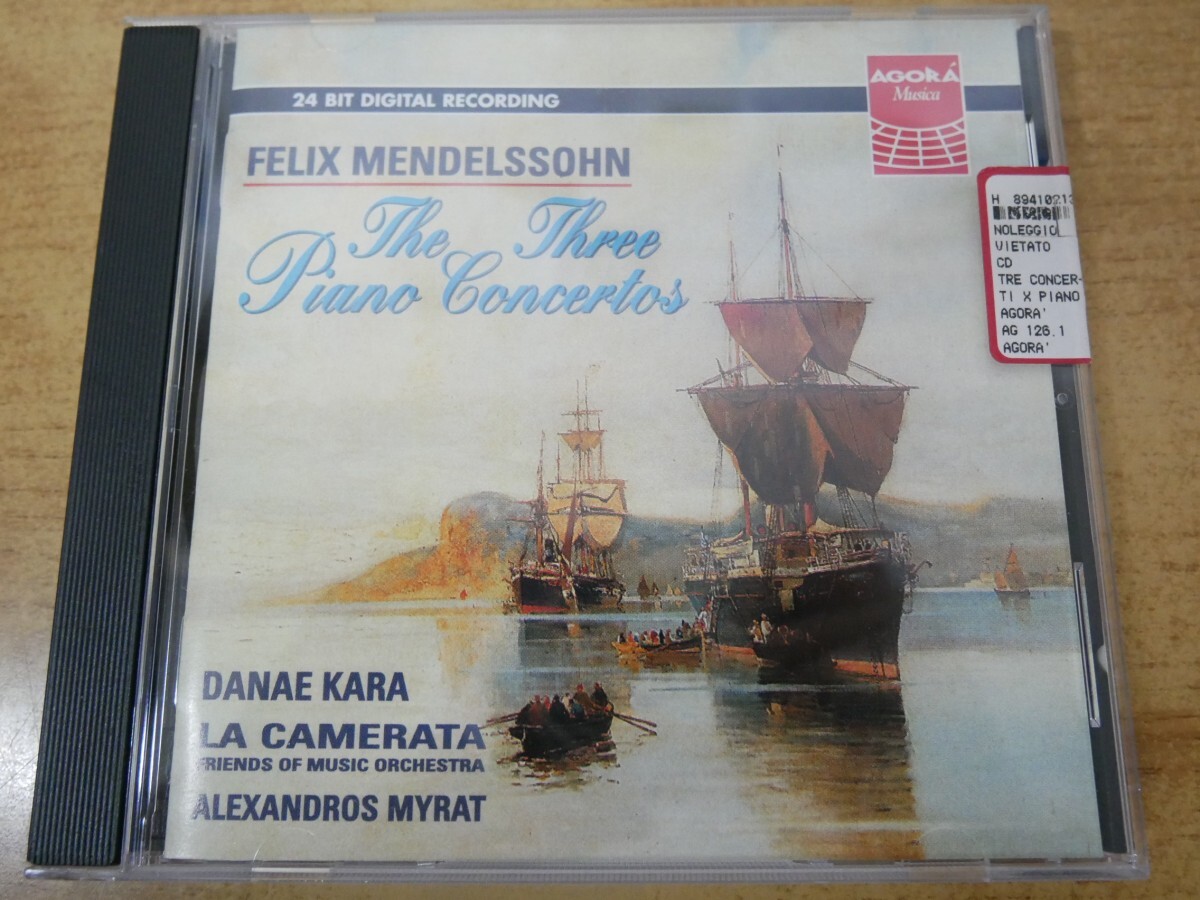 24 BIT DIGITAL RECORDING
AGORÁ
Musica
FELIX MENDELSSOHN
The Three
Piano Concertos
H 8941021
NOLEGGIO
VIETATO
CD
TRE CONCER-
TI X PIANO
AGORA'
AG 126.1
AGORA'
DANAE KARA
LA CAMERATA
FRIENDS OF MUSIC ORCHESTRA
ALEXANDROS MYRAT